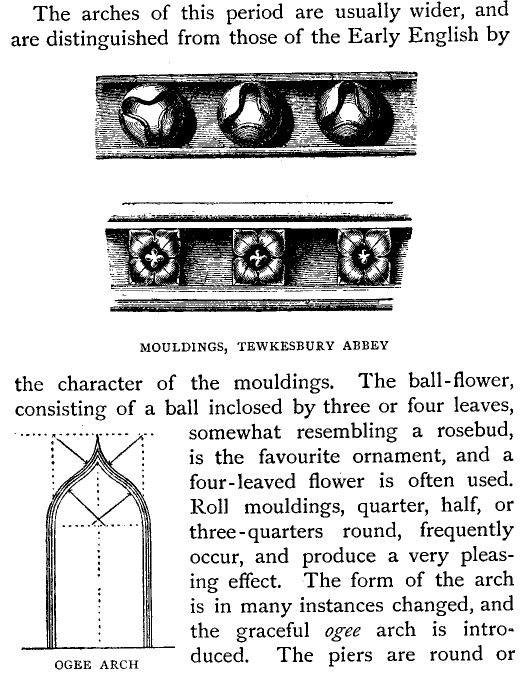 The arches of this period are usually wider, and
are distinguished from those of the Early English by
MOULDINGS, TEWKESBURY ABBEY
the character of the mouldings. The ball-flower,
consisting of a ball inclosed by three or four leaves,
somewhat resembling a rosebud,
is the favourite ornament, and a
four-leaved flower is often used.
Roll mouldings, quarter, half, or
three-quarters round, frequently
occur, and produce a very pleas-
ing effect. The form of the arch
is in many instances changed, and
the graceful ogee arch is intro-
duced. The piers are round or
OGEE ARCH